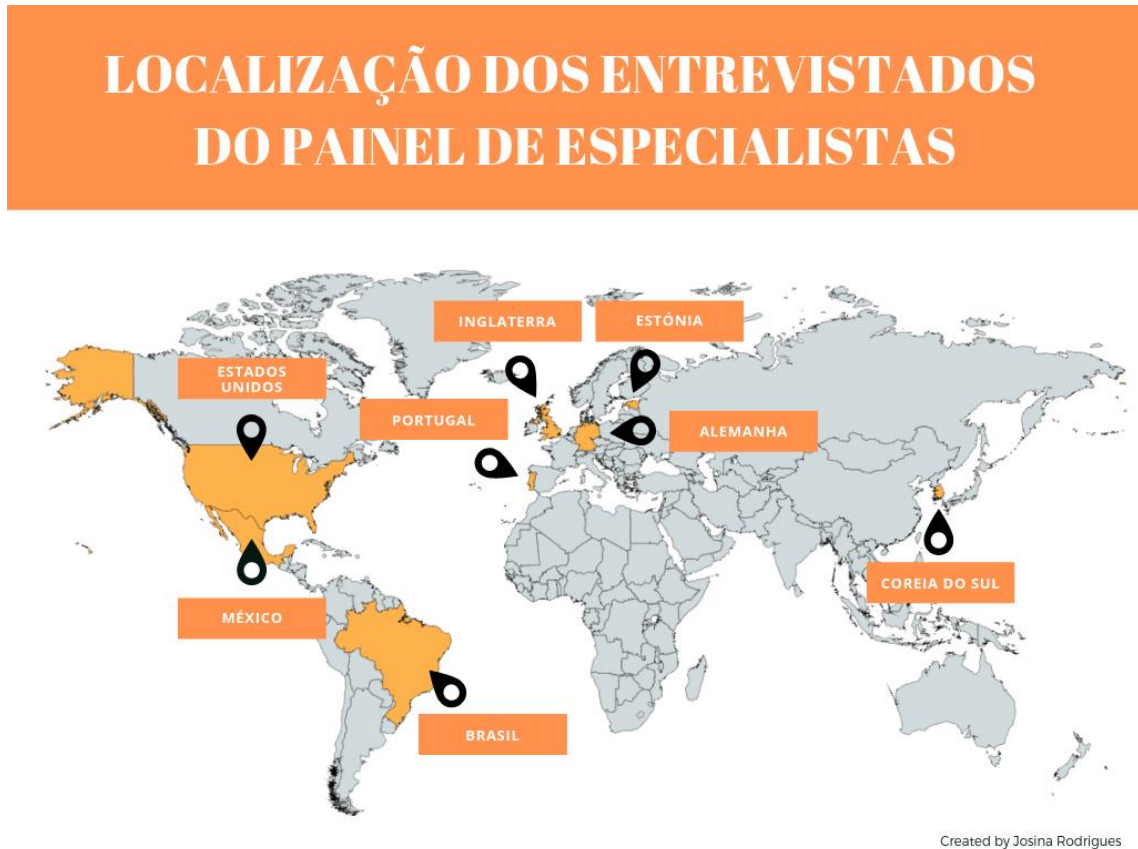 LOCALIZAÇÃO DOS ENTREVISTADOS
DO PAINEL DE ESPECIALISTAS
INGLATERRA
ESTÓNIA
ESTADOS
UNIDOS
PORTUGAL
ALEMANHA
COREIA DO SUL
MÉXICO
BRASIL
Created by Josina Rodrigues